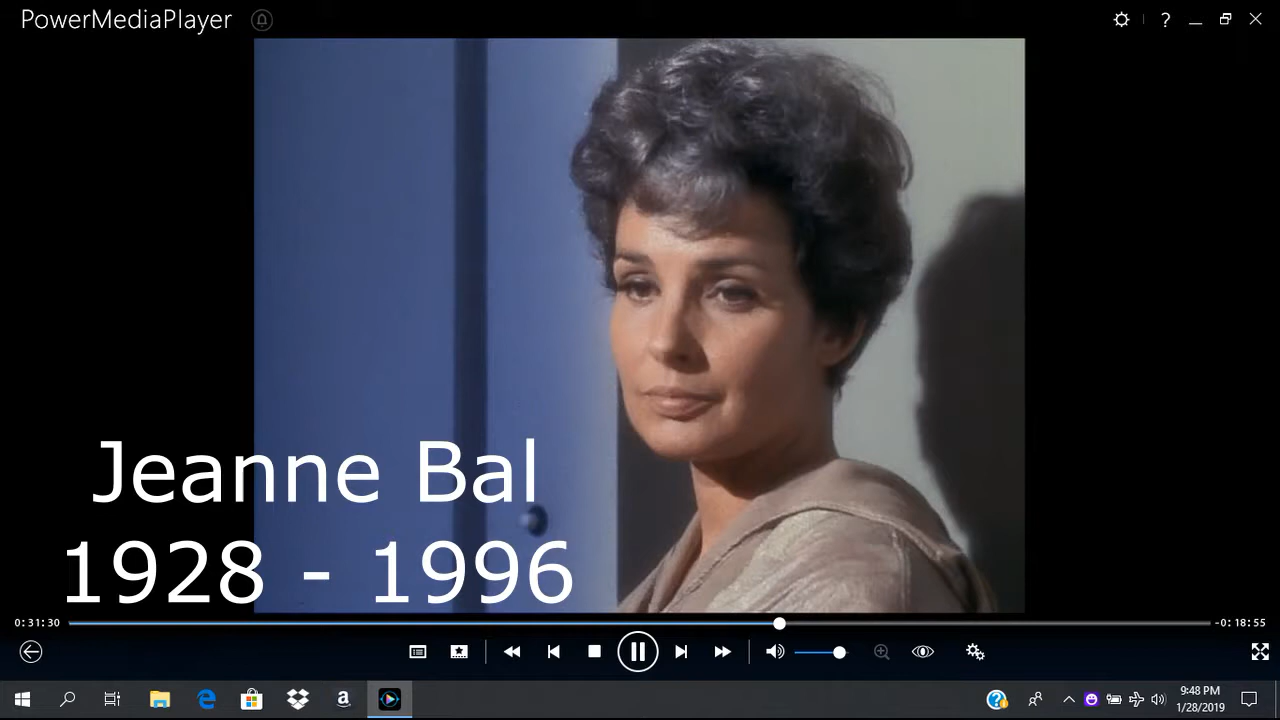 PowerMediaPlayer
Jeanne Bal
1928 - 1996
0:31:30
-0:18:55
9:48 PM
1/28/2019